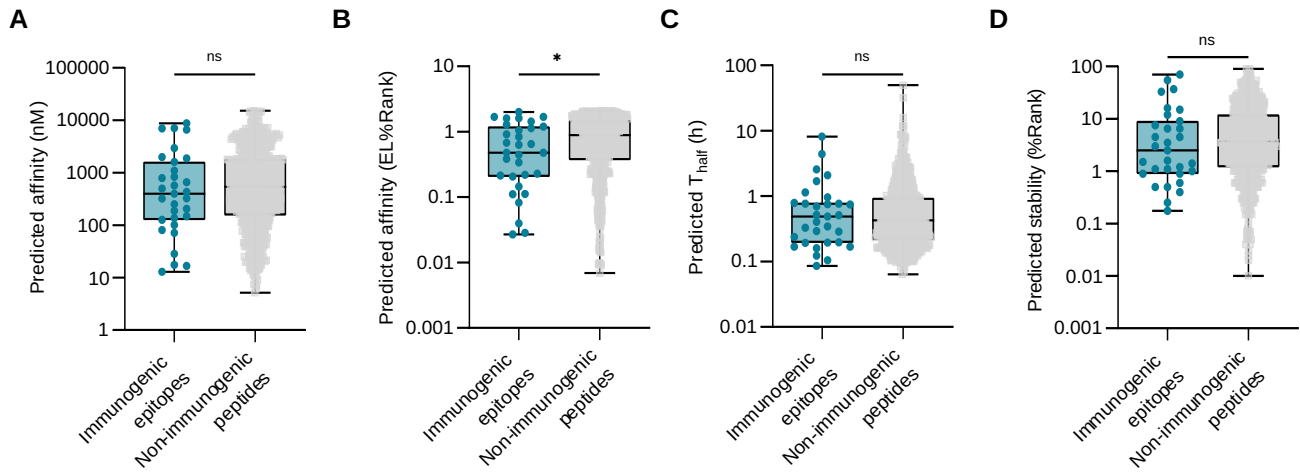 A
ns
Predicted affinity (nM)
100000
10000
1000
100
10
1
Immunogenic
epitopes
Non-immunogenic
peptides
B
*
Predicted affinity (EL%Rank)
10
1
0.1
0.01
0.001
Immunogenic
epitopes
Non-immunogenic
peptides
C
ns
Predicted Thalf (h)
100
10
1
0.1
0.01
Immunogenic
epitopes
Non-immunogenic
peptides
D
ns
Predicted stability (%Rank)
100
10
1
0.1
0.01
0.001
Immunogenic
epitopes
Non-immunogenic
peptides